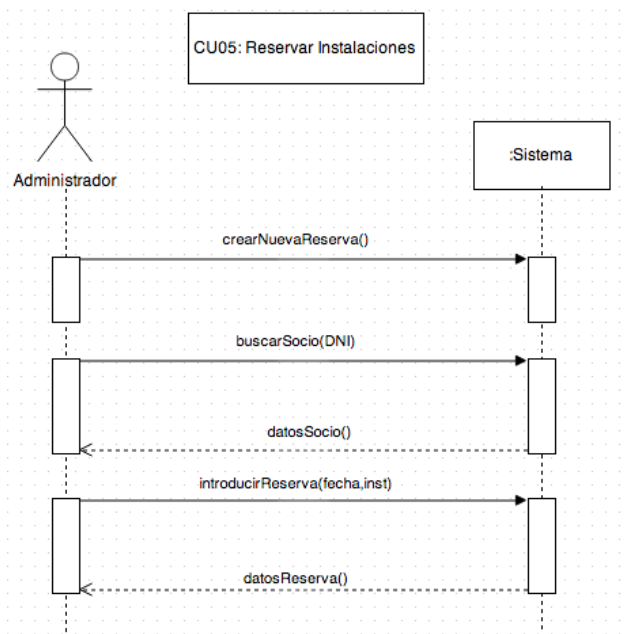 CU05: Reservar Instalaciones
Administrador
:Sistema
crearNuevaReserva()
buscarSocio(DNI)
datosSocio()
introducirReserva(fecha,inst)
datosReserva()